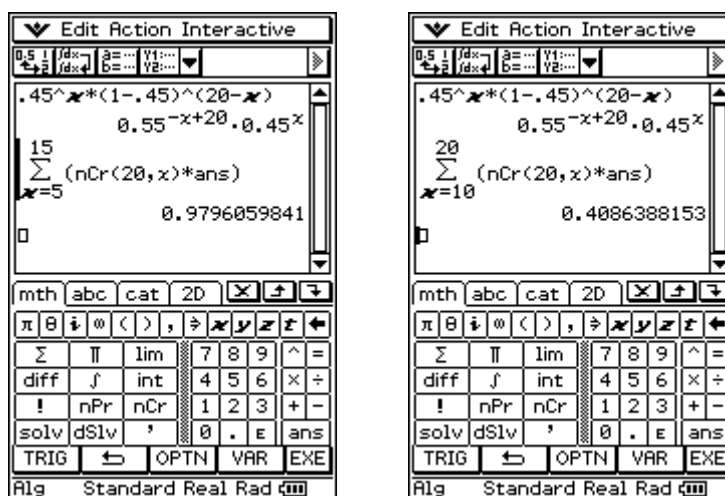 Edit Action Interactive
.45^x*(1-.45)^(20-x)
0.55^-x+20·0.45^x
15
Σ (nCr(20,x)*ans)
x=5
0.9796059841
mth abc cat 2D
π θ i ∞ ( ) , ⇒ x y z t ←
Σ Π lim 7 8 9 ^ =
diff ∫ int 4 5 6 × ÷
! nPr nCr 1 2 3 + −
solv dSlv ' 0 . E ans
TRIG OPTN VAR EXE
Alg Standard Real Rad
Edit Action Interactive
.45^x*(1-.45)^(20-x)
0.55^-x+20·0.45^x
20
Σ (nCr(20,x)*ans)
x=10
0.4086388153
mth abc cat 2D
π θ i ∞ ( ) , ⇒ x y z t ←
Σ Π lim 7 8 9 ^ =
diff ∫ int 4 5 6 × ÷
! nPr nCr 1 2 3 + −
solv dSlv ' 0 . E ans
TRIG OPTN VAR EXE
Alg Standard Real Rad